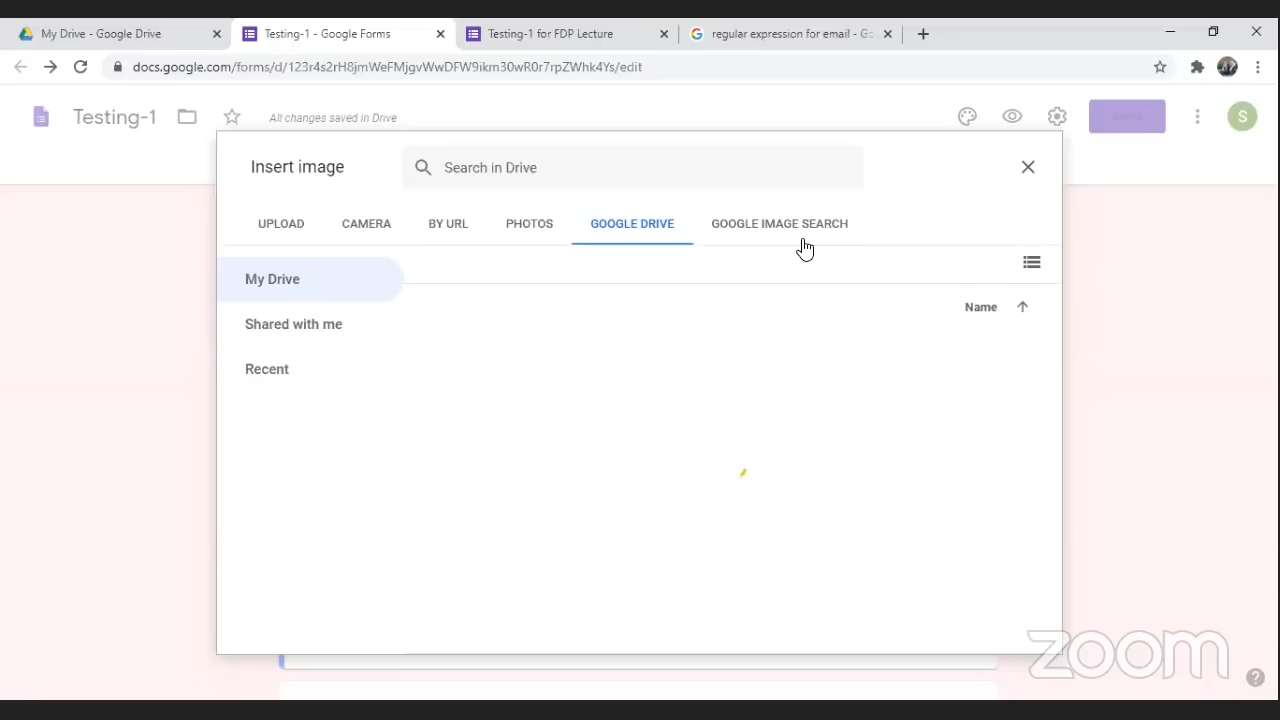 My Drive - Google Drive
Testing-1 - Google Forms
Testing-1 for FDP Lecture
regular expression for email - Go
docs.google.com/forms/d/123r4s2rH8jmWeFMjgvWwDFW9ikm30wR0r7rpZWhk4Ys/edit
Testing-1
All changes saved in Drive
S
Insert image
Search in Drive
UPLOAD CAMERA BY URL PHOTOS GOOGLE DRIVE GOOGLE IMAGE SEARCH
My Drive
Name
Shared with me
Recent
zoom